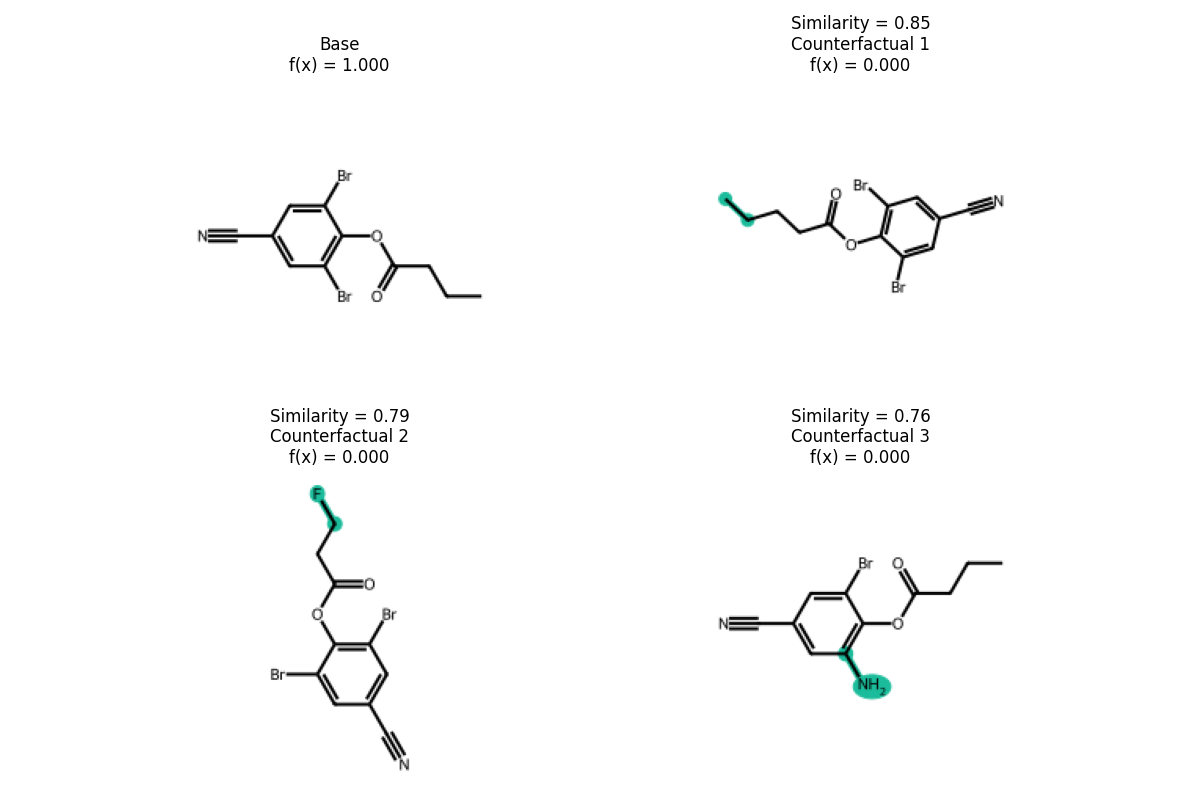 Base
f(x) = 1.000
Br
N
O
Br
O
Similarity = 0.85
Counterfactual 1
f(x) = 0.000
Br
O
N
O
Br
Similarity = 0.79
Counterfactual 2
f(x) = 0.000
F
O
O
Br
Br
N
Similarity = 0.76
Counterfactual 3
f(x) = 0.000
Br
O
N
O
NH2